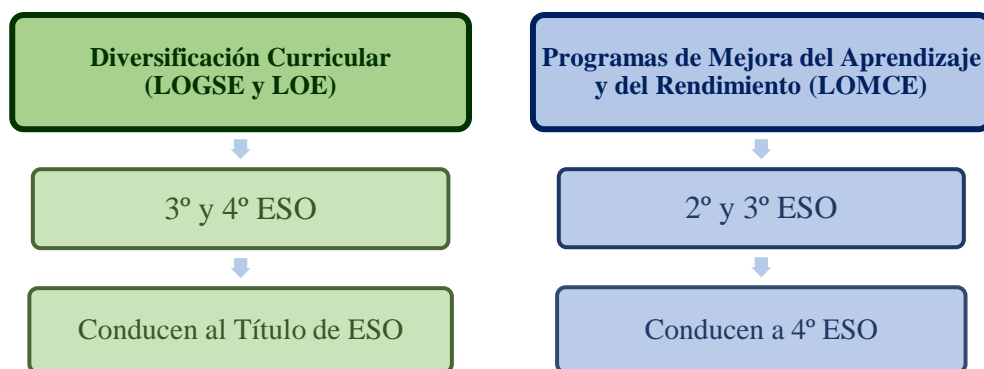 Diversificación Curricular
(LOGSE y LOE)
3º y 4º ESO
Conducen al Título de ESO
Programas de Mejora del Aprendizaje
y del Rendimiento (LOMCE)
2º y 3º ESO
Conducen a 4º ESO